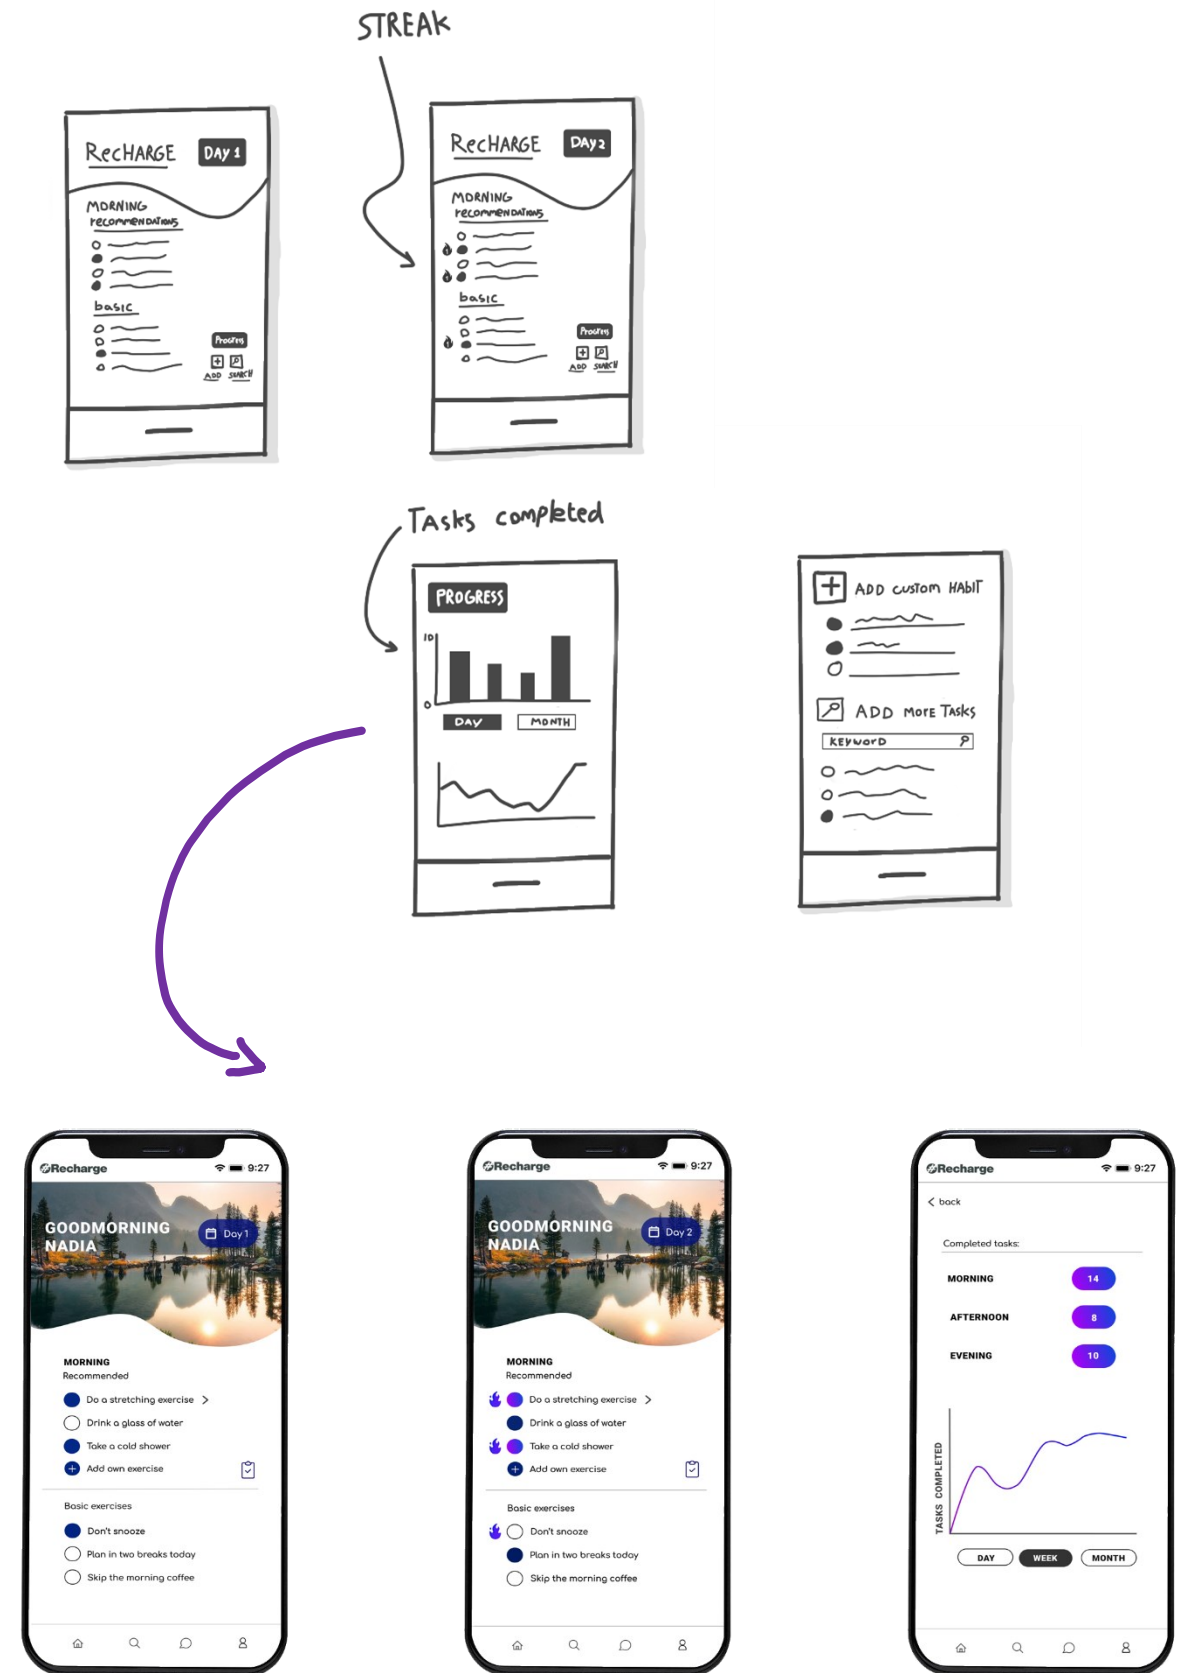 STREAK
RECHARGE
DAY 1
MORNING
recommenDATIONS
basic
Progress
ADD SEARCH
RECHARGE
DAY 2
MORNING
recommenDATIONS
basic
Progress
ADD SEARCH
Tasks completed
PROGRESS
10
0
DAY
MONTH
ADD custom HABIT
ADD more Tasks
KEYWORD
Recharge
9:27
GOODMORNING
NADIA
Day 1
MORNING
Recommended
Do a stretching exercise
Drink a glass of water
Take a cold shower
Add own exercise
Basic exercises
Don't snooze
Plan in two breaks today
Skip the morning coffee
Recharge
9:27
GOODMORNING
NADIA
Day 2
MORNING
Recommended
Do a stretching exercise
Drink a glass of water
Take a cold shower
Add own exercise
Basic exercises
Don't snooze
Plan in two breaks today
Skip the morning coffee
Recharge
9:27
back
Completed tasks:
MORNING 14
AFTERNOON 8
EVENING 10
TASKS COMPLETED
DAY WEEK MONTH